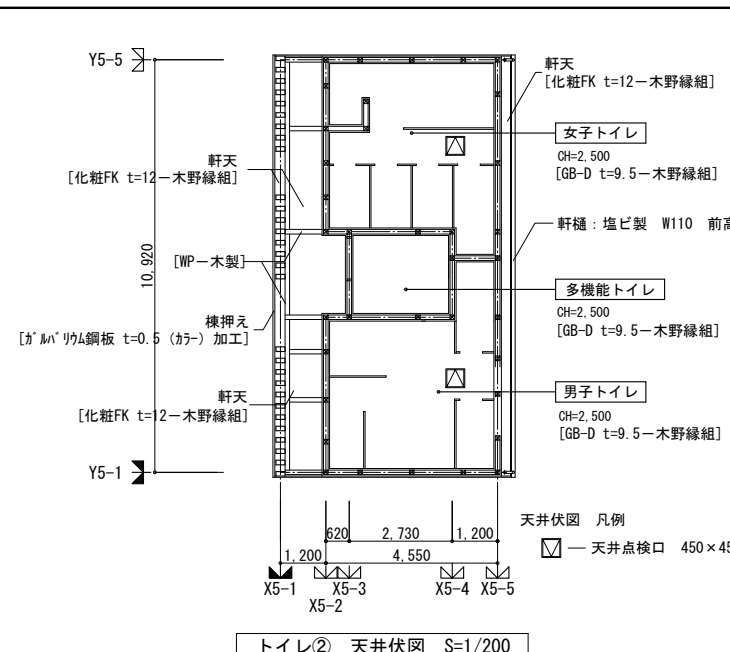 Y5-5
軒天
[化粧FK t=12ー木野縁組]
女子トイレ
CH=2,500
[GB-D t=9.5ー木野縁組]
軒天
[化粧FK t=12ー木野縁組]
軒樋：塩ビ製 W110 前高
[WPー木製]
10,920
多機能トイレ
CH=2,500
[GB-D t=9.5ー木野縁組]
棟押え
[ｶﾞﾙﾊﾞﾘｳﾑ鋼板 t=0.5 (ｶﾗｰ) 加工]
男子トイレ
CH=2,500
[GB-D t=9.5ー木野縁組]
軒天
[化粧FK t=12ー木野縁組]
Y5-1
天井伏図 凡例
620 2,730 1,200
― 天井点検口 450×45
1,200 4,550
X5-1 X5-3 X5-4 X5-5
X5-2
トイレ② 天井伏図 S=1/200